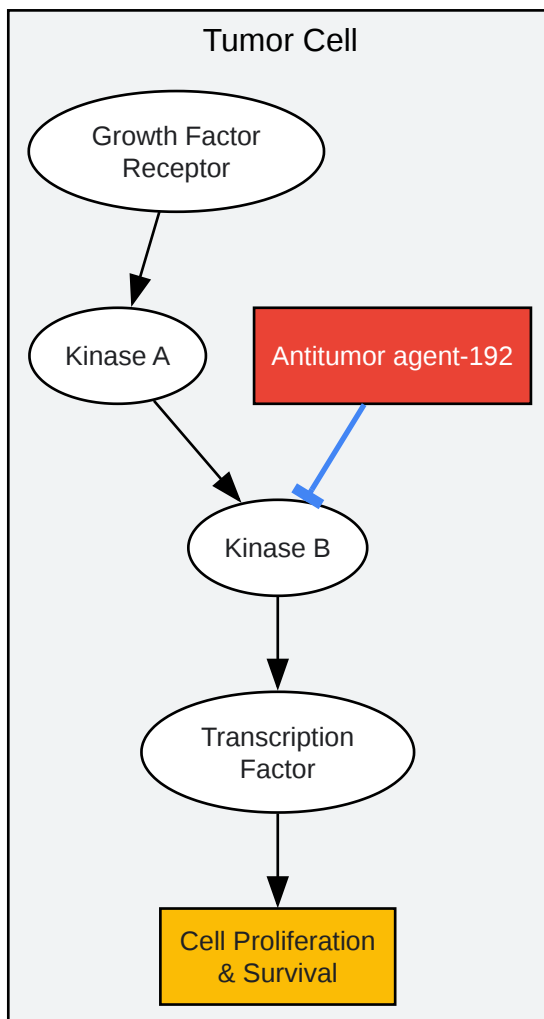 Tumor Cell
Growth Factor
Receptor
Kinase A
Antitumor agent-192
Kinase B
Transcription
Factor
Cell Proliferation
& Survival